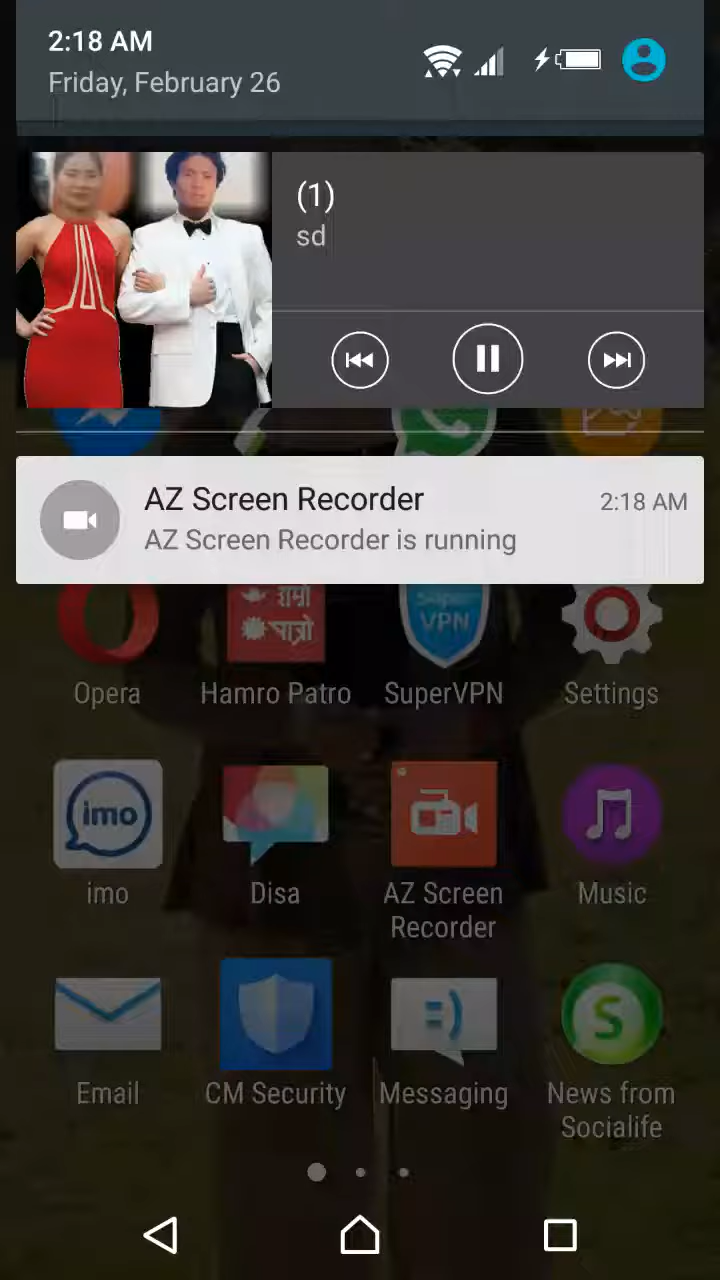 2:18 AM
Friday, February 26
(1)
sd
AZ Screen Recorder
2:18 AM
AZ Screen Recorder is running
हाम्रो
पात्रो
Super
VPN
Opera
Hamro Patro
SuperVPN
Settings
imo
imo
Disa
AZ Screen
Recorder
Music
S
Email
CM Security
Messaging
News from
Socialife